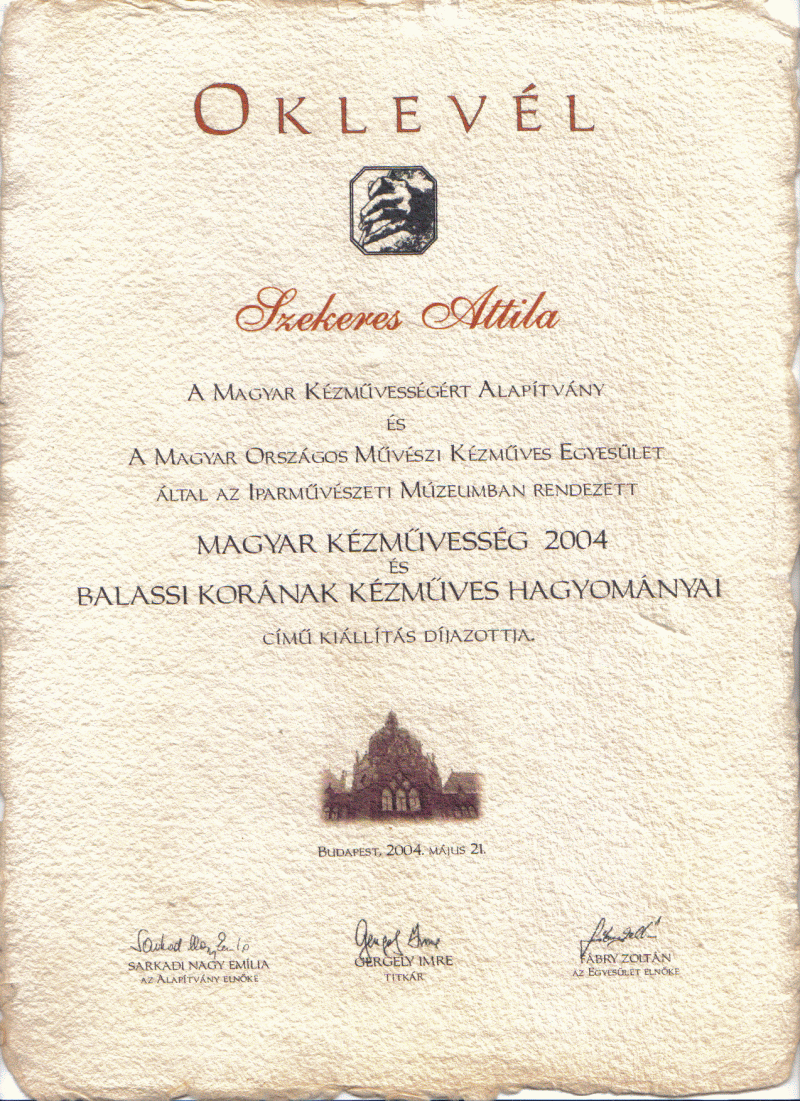 OKLEVÉL
Szekeres Attila
A MAGYAR KÉZMŰVESSÉGÉRT ALAPÍTVÁNY
ÉS
A MAGYAR ORSZÁGOS MŰVÉSZI KÉZMŰVES EGYESÜLET
ÁLTAL AZ IPARMŰVÉSZETI MÚZEUMBAN RENDEZETT
MAGYAR KÉZMŰVESSÉG 2004
ÉS
BALASSI KORÁNAK KÉZMŰVES HAGYOMÁNYAI
CÍMŰ KIÁLLÍTÁS DÍJAZOTTJA.
BUDAPEST, 2004. MÁJUS 21.
SARKADI NAGY EMÍLIA
AZ ALAPÍTVÁNY ELNÖKE
GERGELY IMRE
TITKÁR
FÁBRY ZOLTÁN
AZ EGYESÜLET ELNÖKE